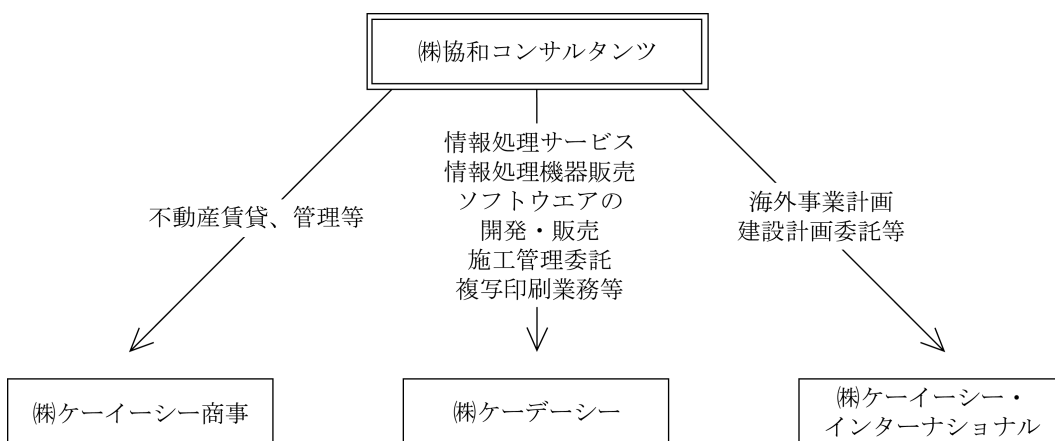 ㈱協和コンサルタンツ
情報処理サービス
情報処理機器販売
ソフトウエアの
開発・販売
施工管理委託
複写印刷業務等
不動産賃貸、管理等
海外事業計画
建設計画委託等
㈱ケーイーシー商事
㈱ケーデーシー
㈱ケーイーシー・
インターナショナル